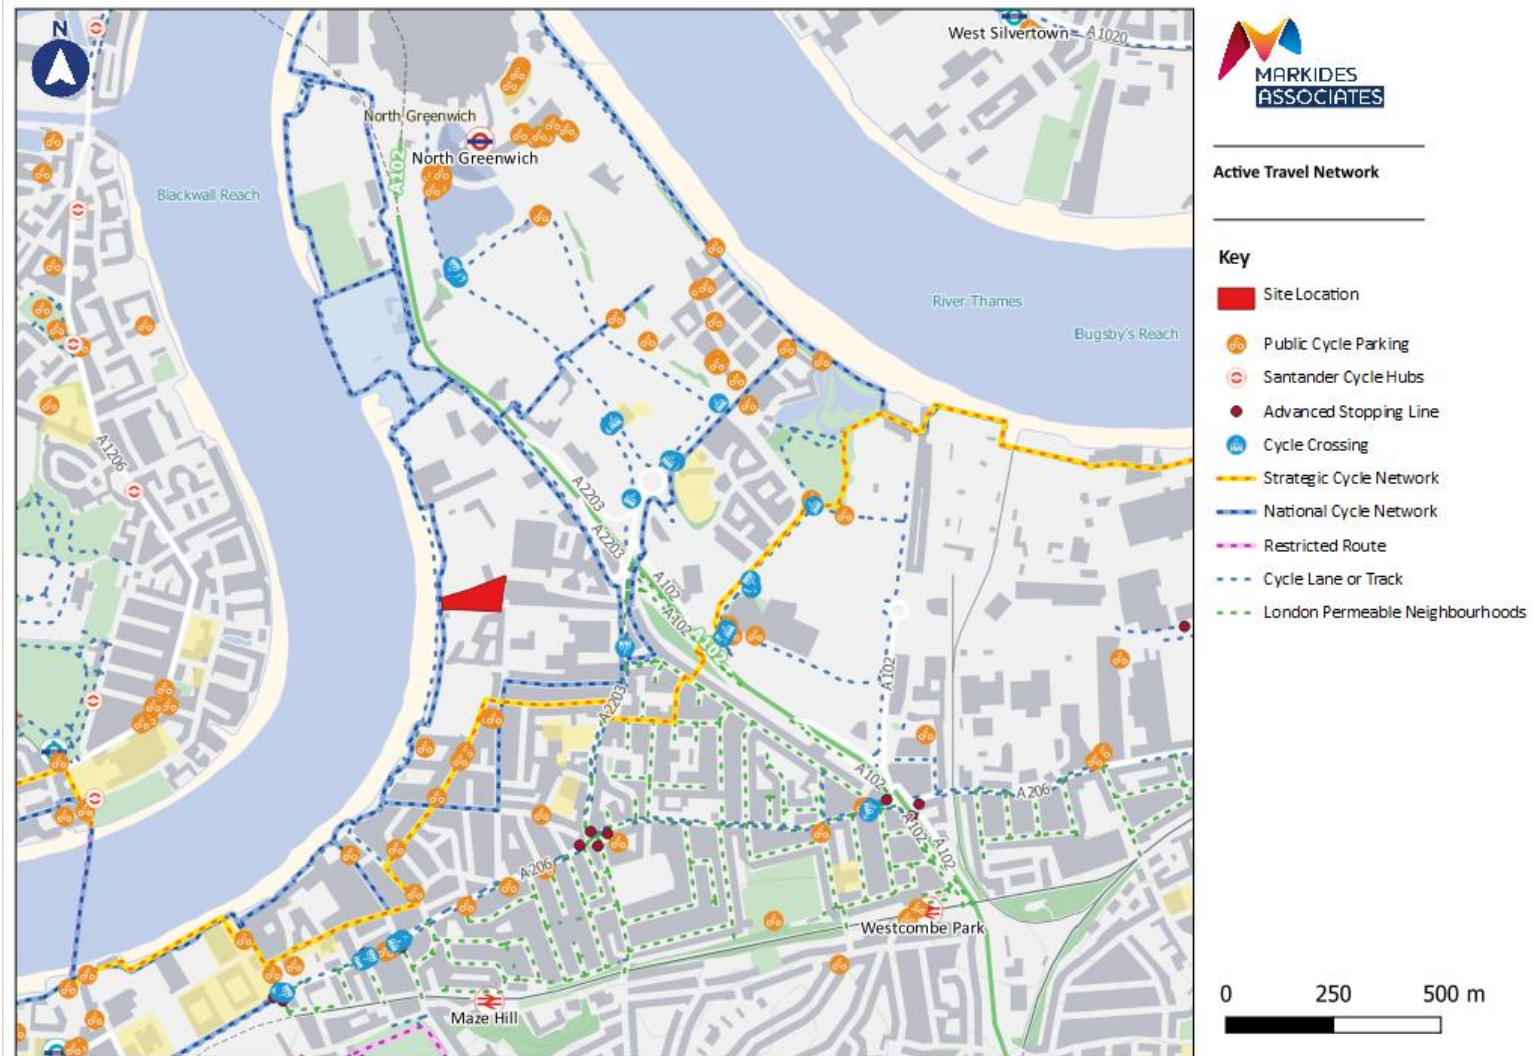 N
West Silvertown
A1020
North Greenwich
North Greenwich
A102
Blackwall Reach
River Thames
Bugsby's Reach
A1206
A2203
A2203
A102
A102
A102
A102
A2203
A102
A206
A102
A102
A206
Westcombe Park
Maze Hill
MARKIDES
ASSOCIATES
Active Travel Network
Key
Site Location
Public Cycle Parking
Santander Cycle Hubs
Advanced Stopping Line
Cycle Crossing
Strategic Cycle Network
National Cycle Network
Restricted Route
Cycle Lane or Track
London Permeable Neighbourhoods
0 250 500 m